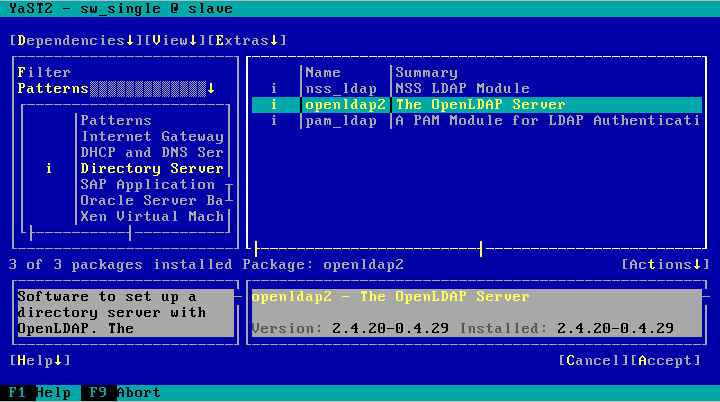 YaST2 - sw_single @ slave
[Dependencies↓][View↓][Extras↓]
Filter
Patterns▒▒▒▒▒▒▒▒▒▒▒▒▒↓
Patterns
Internet Gateway
DHCP and DNS Ser
i Directory Server
SAP Application
Oracle Server Ba
Xen Virtual Mach
Name Summary
i nss_ldap NSS LDAP Module
i openldap2 The OpenLDAP Server
i pam_ldap A PAM Module for LDAP Authenticati
3 of 3 packages installed Package: openldap2 [Actions↓]
Software to set up a
directory server with
OpenLDAP. The
openldap2 - The OpenLDAP Server
Version: 2.4.20-0.4.29 Installed: 2.4.20-0.4.29
[Help↓] [Cancel][Accept]
F1 Help F9 Abort